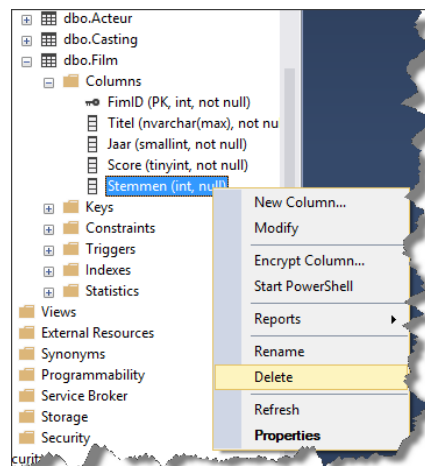 dbo.Acteur
dbo.Casting
dbo.Film
Columns
FimID (PK, int, not null)
Titel (nvarchar(max), not nu
Jaar (smallint, not null)
Score (tinyint, not null)
Stemmen (int, null)
Keys
Constraints
Triggers
Indexes
Statistics
Views
External Resources
Synonyms
Programmability
Service Broker
Storage
Security
curit
New Column...
Modify
Encrypt Column...
Start PowerShell
Reports
Rename
Delete
Refresh
Properties